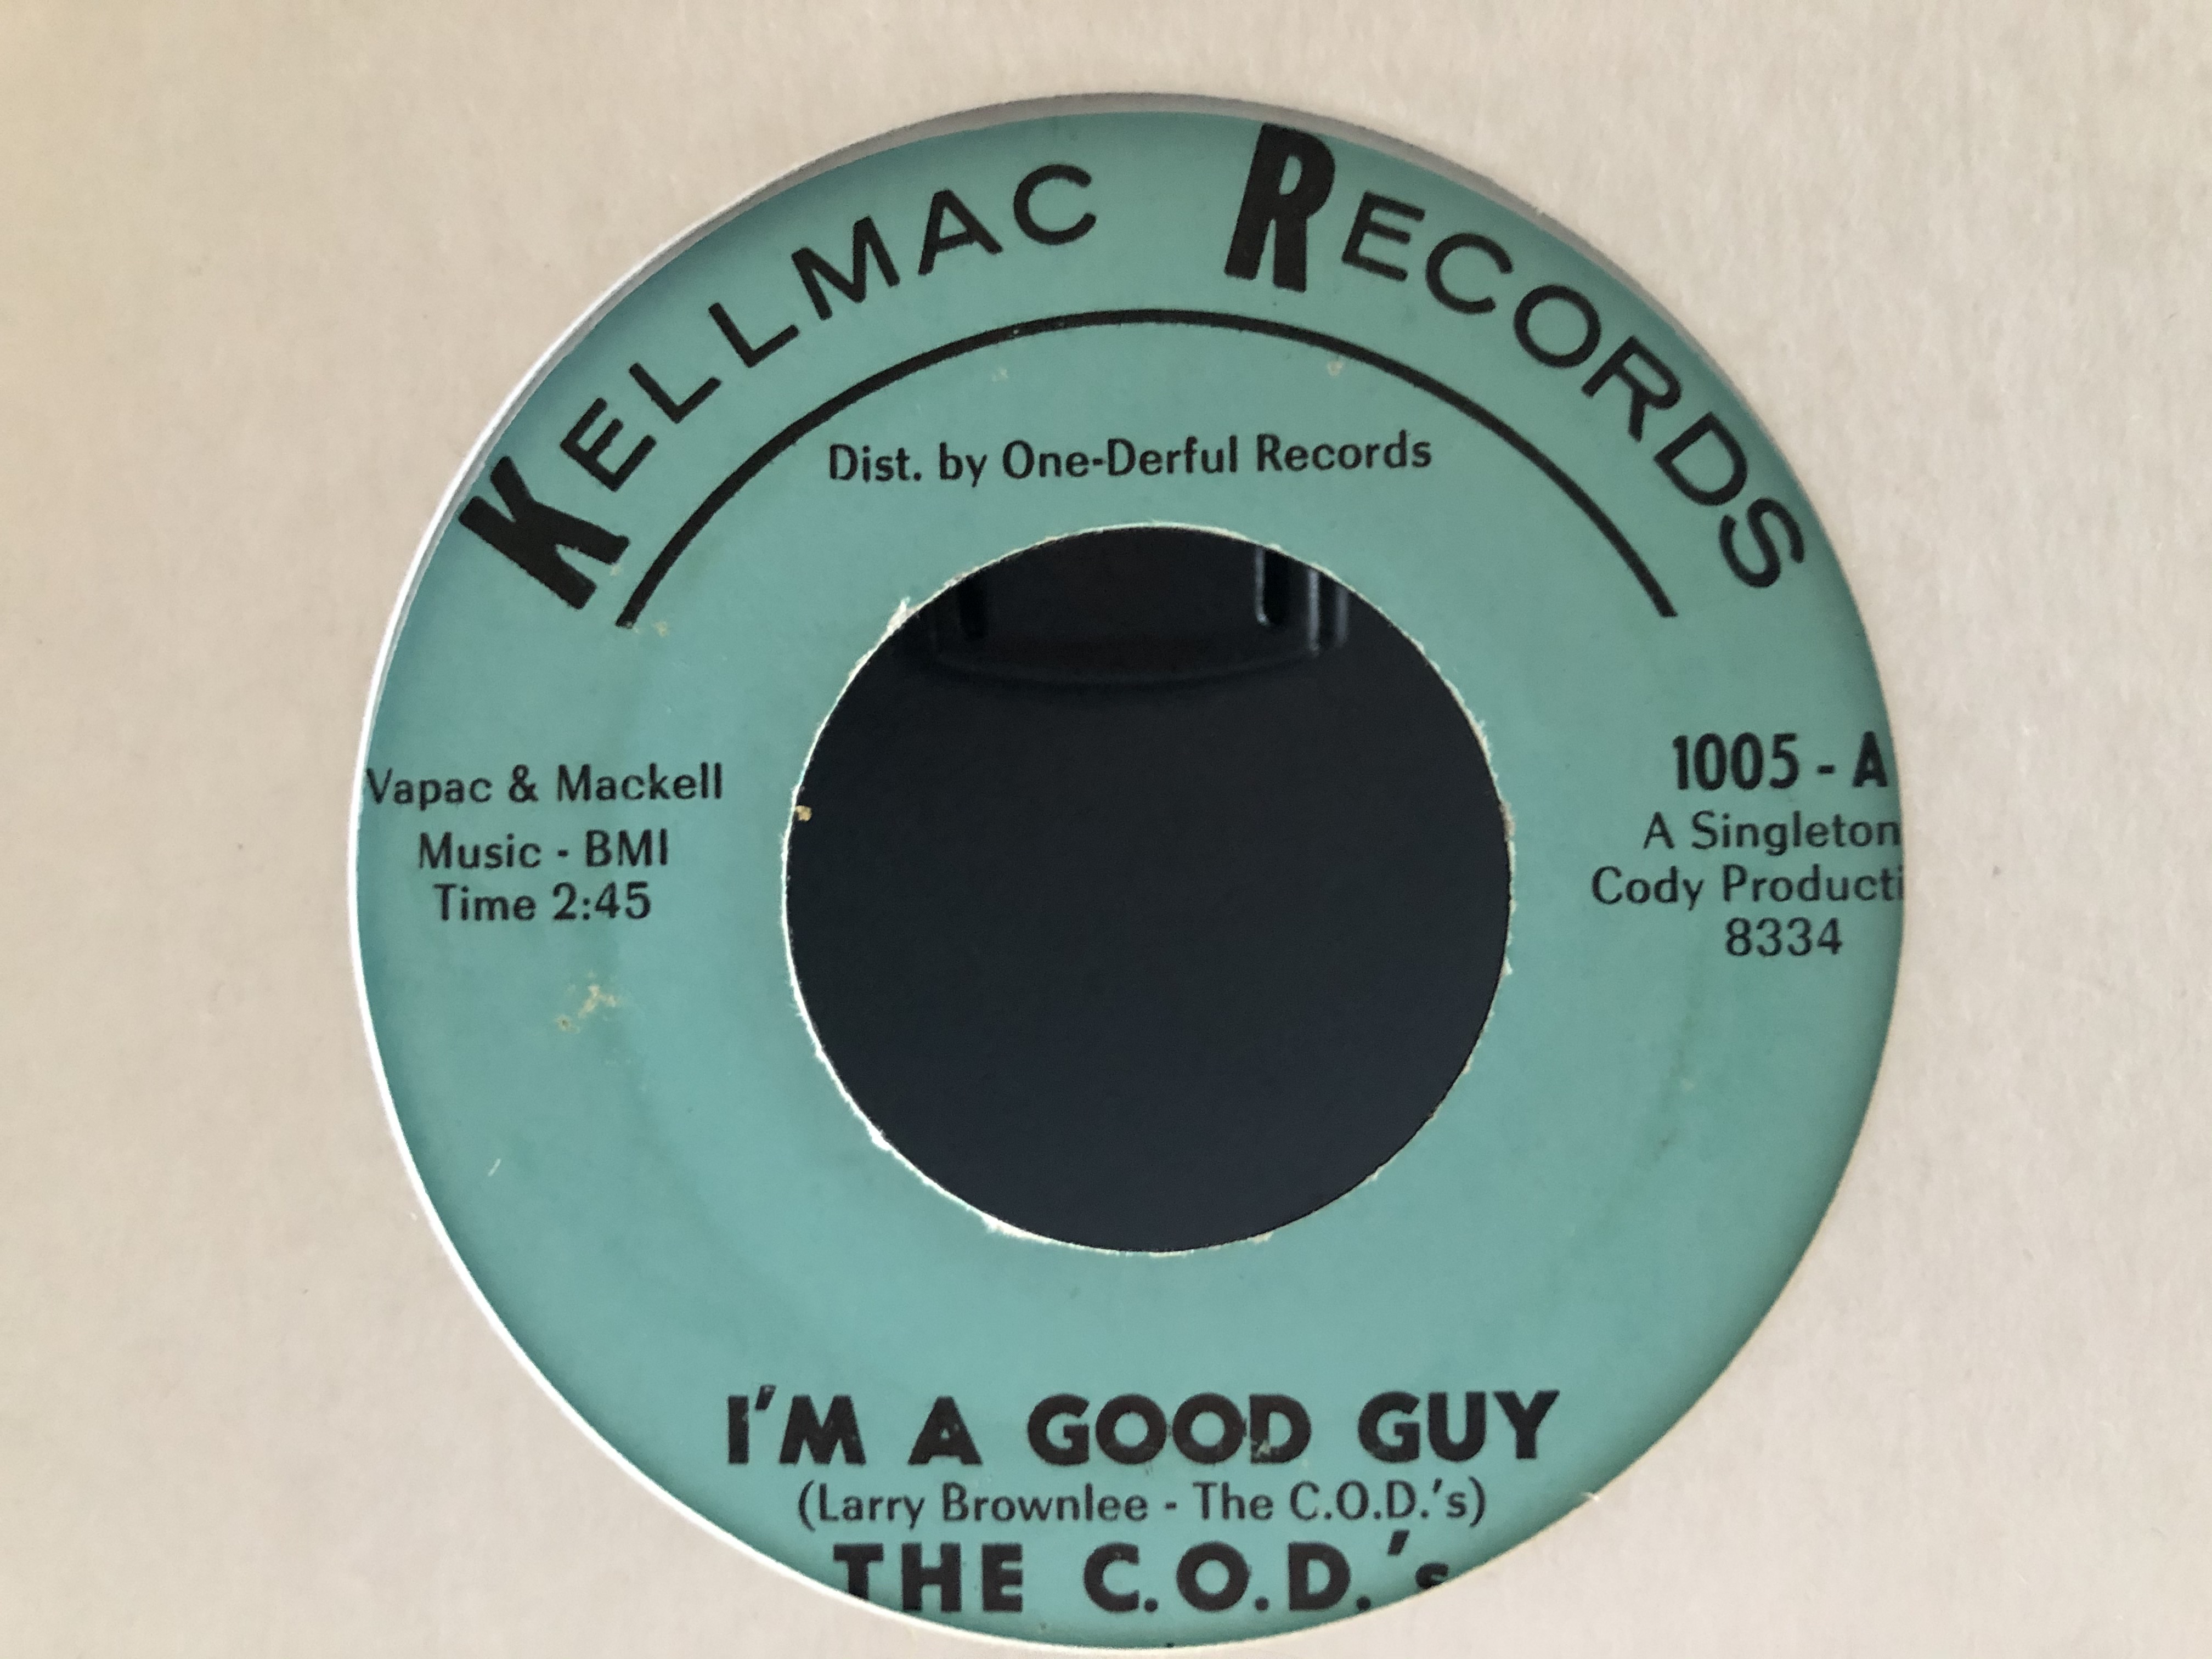 KELLMAC RECORDS
Dist. by One-Derful Records
Vapac & Mackell
Music - BMI
Time 2:45
1005 - A
A Singleton
Cody Producti
8334
I'M A GOOD GUY
(Larry Brownlee - The C.O.D.'s)
THE C.O.D.'s